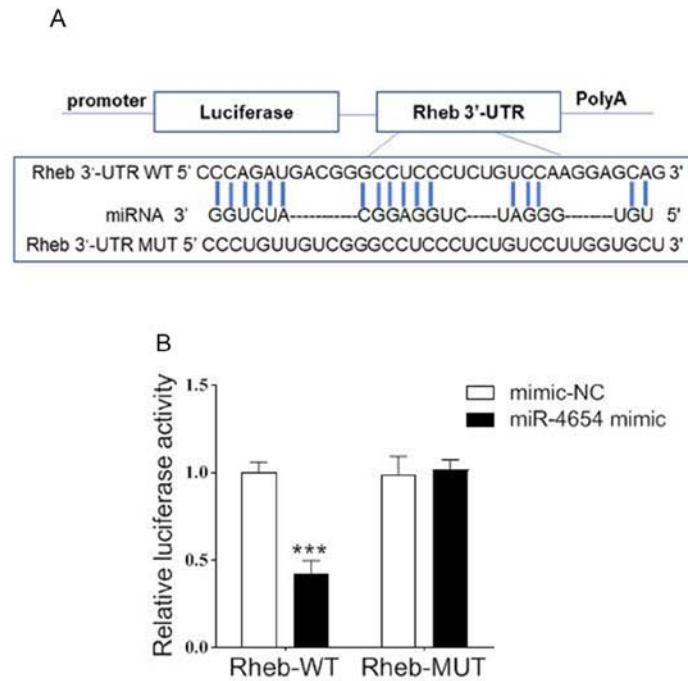 A
promoter
Luciferase
Rheb 3'-UTR
PolyA
Rheb 3'-UTR WT 5' CCCAGAUGACGGGCCUCCCUCUGUCCAAGGAGCAG 3'
miRNA 3' GGUCUA----------CGGAGGUC----UAGGG-------UGU 5'
Rheb 3'-UTR MUT 5' CCCUGUUGUCGGGCCUCCCUCUGUCCUUGGUGCU 3'
B
Relative luciferase activity
1.5
1.0
0.5
0.0
***
mimic-NC
miR-4654 mimic
Rheb-WT
Rheb-MUT